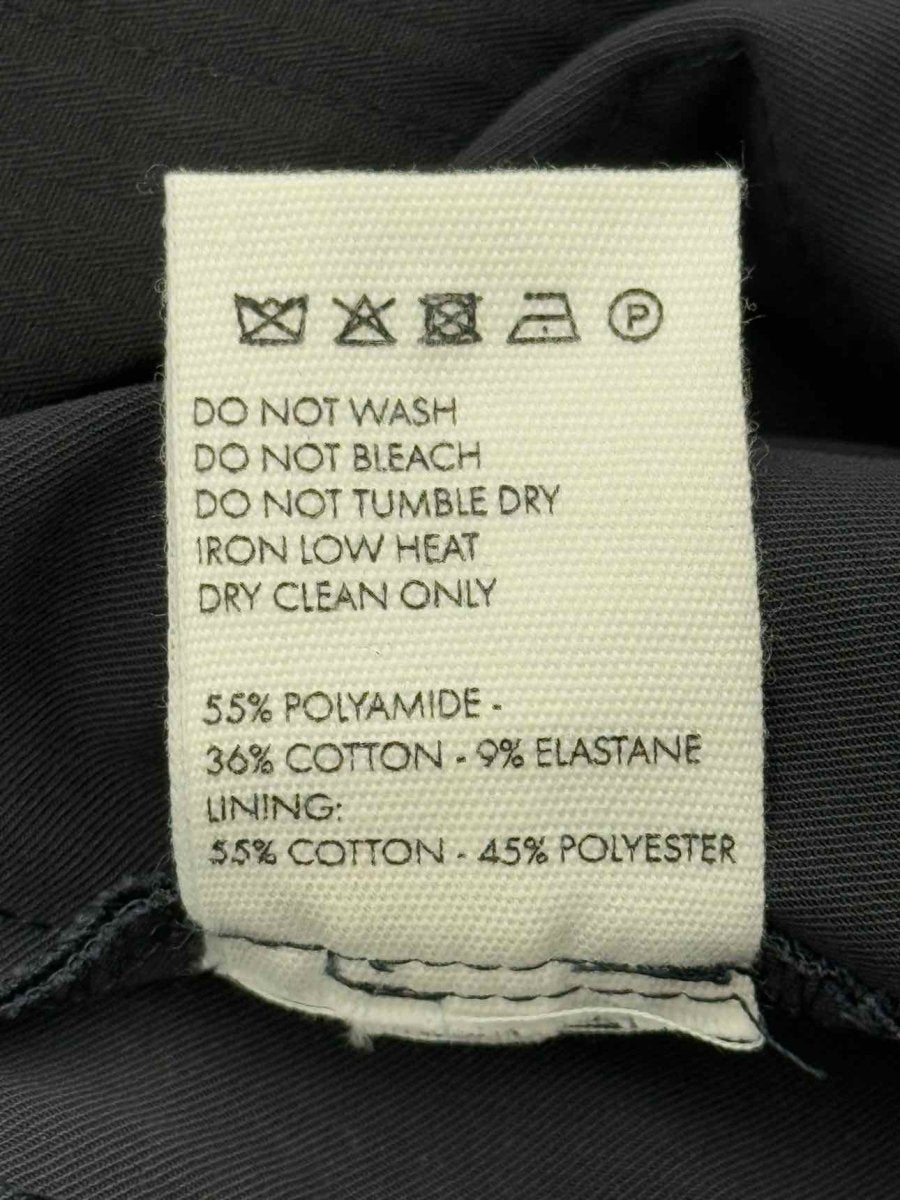 P
DO NOT WASH
DO NOT BLEACH
DO NOT TUMBLE DRY
IRON LOW HEAT
DRY CLEAN ONLY
55% POLYAMIDE -
36% COTTON - 9% ELASTANE
LINING:
55% COTTON - 45% POLYESTER